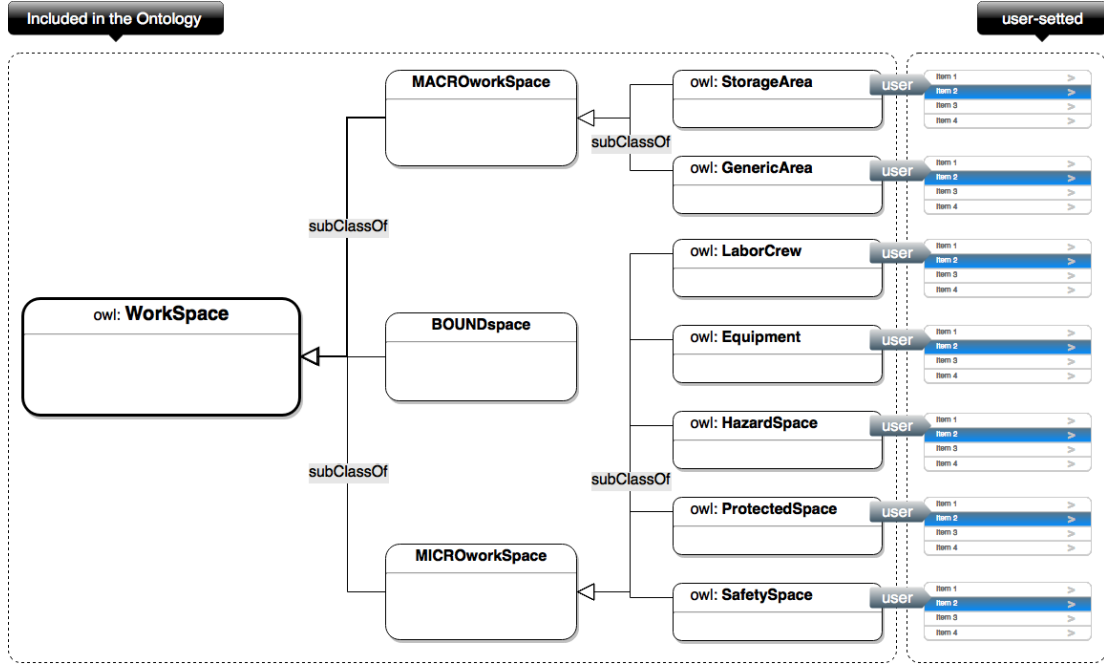 Included in the Ontology
user-setted
MACROworkSpace
owl: StorageArea
user
Item 1
>
Item 2
>
Item 3
>
Item 4
>
subClassOf
owl: GenericArea
user
Item 1
>
Item 2
>
Item 3
>
Item 4
>
subClassOf
owl: LaborCrew
user
Item 1
>
Item 2
>
Item 3
>
Item 4
>
owl: WorkSpace
BOUNDspace
owl: Equipment
user
Item 1
>
Item 2
>
Item 3
>
Item 4
>
owl: HazardSpace
user
Item 1
>
Item 2
>
Item 3
>
Item 4
>
subClassOf
subClassOf
owl: ProtectedSpace
user
Item 1
>
Item 2
>
Item 3
>
Item 4
>
MICROworkSpace
owl: SafetySpace
user
Item 1
>
Item 2
>
Item 3
>
Item 4
>